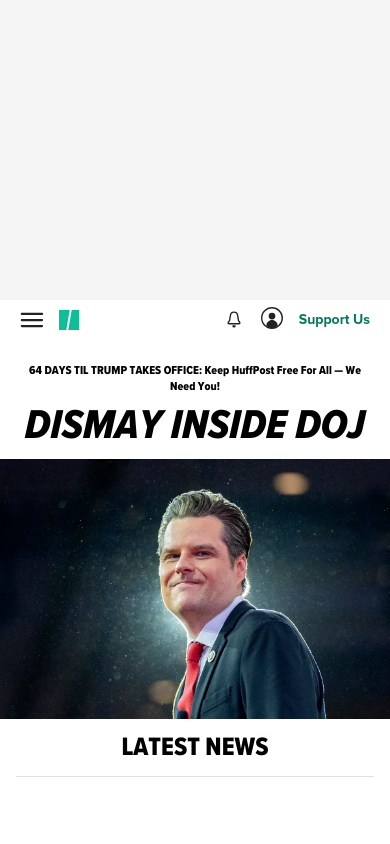 Support Us
64 DAYS TIL TRUMP TAKES OFFICE: Keep HuffPost Free For All — We
Need You!
DISMAY INSIDE DOJ
LATEST NEWS